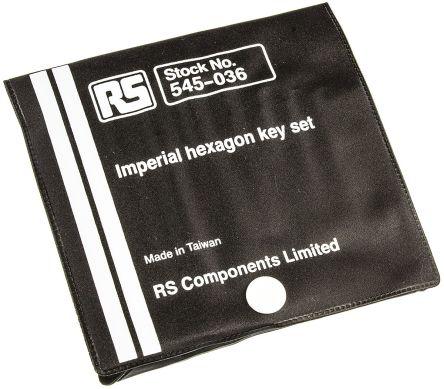 RS
Stock No.
545-036
Imperial hexagon key set
Made in Taiwan
RS Components Limited